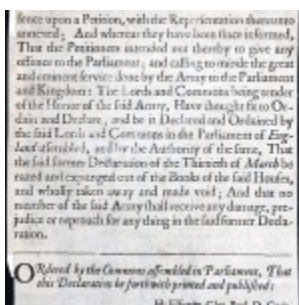 fence upon a Petition, with the Representation thereunto
annexed; And whereas they have been since informed,
That the Petitioners intended not thereby to give any
offence to the Parliament; and calling to minde the great
and eminent service done by the Army to the Parliament
and Kingdom: The Lords and Commons being tender
of the Honor of the said Army, Have thought fit to Or-
dain and Declare, and be it Declared and Ordained by
the said Lords and Commons in the Parliament of Eng-
land assembled, and by the Authority of the same, That
the said former Declaration of the Thirtieth of March be
razed and expunged out of the Books of the said Houses,
and wholly taken away and made void; And that no
member of the said Army shall receive any damage, pre-
judice or reproach for any thing in the said former Decla-
ration.
ORdered by the Commons assembled in Parliament, That
this Declaration be forthwith printed and published:
H: Elsynge, Cler. Parl. D. Com.